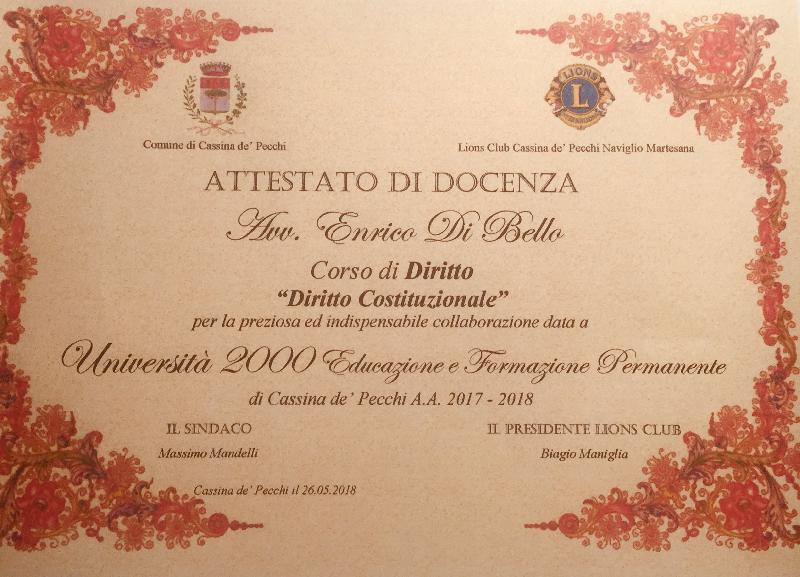 LIONS
L
Comune di Cassina de' Pecchi
Lions Club Cassina de' Pecchi Naviglio Martesana
ATTESTATO DI DOCENZA
Avv. Enrico Di Bello
Corso di Diritto
“Diritto Costituzionale”
per la preziosa ed indispensabile collaborazione data a
Università 2000 Educazione e Formazione Permanente
di Cassina de’ Pecchi A.A. 2017 - 2018
IL SINDACO
IL PRESIDENTE LIONS CLUB
Massimo Mandelli
Biagio Maniglia
Cassina de’ Pecchi il 26.05.2018